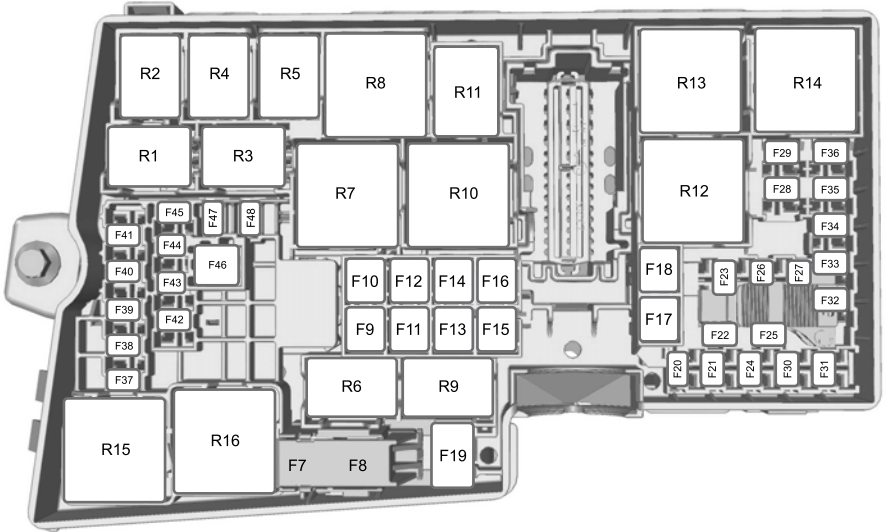 R2 R4 R5 R8 R11 R13 R14
R1 R3 R7 R10 R12 F29 F36
F28 F35
F45 F47 F48 F34
F41 F44
F40 F46 F43 F18 F23 F26 F27 F33
F10 F12 F14 F16
F39 F42 F17 F32
F9 F11 F13 F15 F22 F25
F38
F37 R6 R9 F20 F21 F24 F30 F31
R15 R16 F7 F8 F19